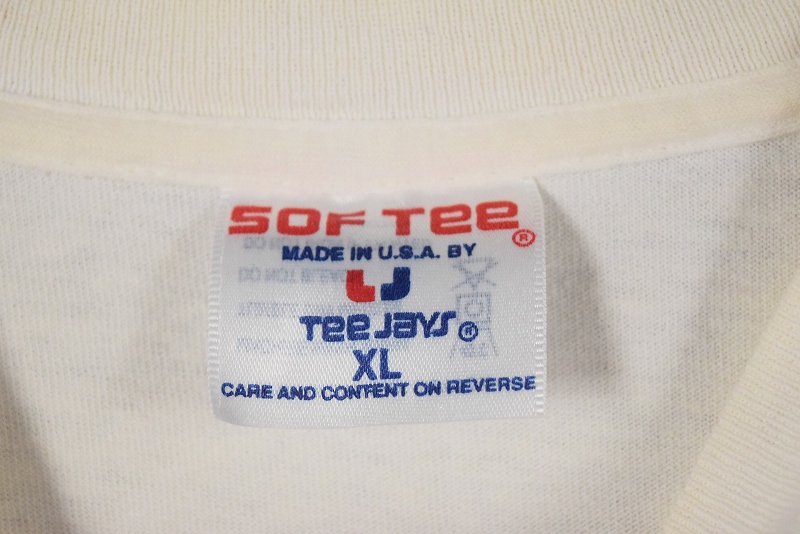 SOF TEE®
MADE IN U.S.A. BY
TEE JAYS®
XL
CARE AND CONTENT ON REVERSE